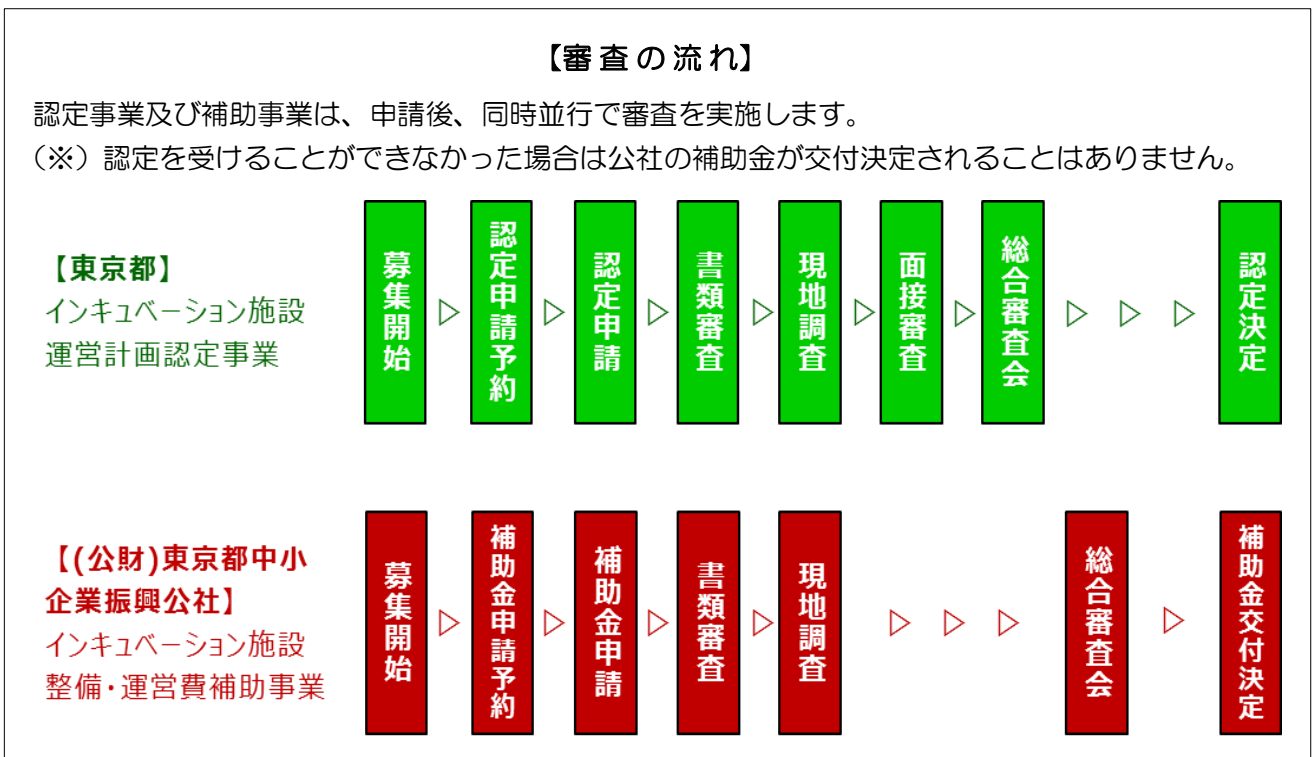 【審査の流れ】
認定事業及び補助事業は、申請後、同時並行で審査を実施します。
（※）認定を受けることができなかった場合は公社の補助金が交付決定されることはありません。
【東京都】
インキュベーション施設
運営計画認定事業
募集開始
▷
認定申請予約
▷
認定申請
▷
書類審査
▷
現地調査
▷
面接審査
▷
総合審査会
▷ ▷ ▷
認定決定
【(公財)東京都中小
企業振興公社】
インキュベーション施設
整備・運営費補助事業
募集開始
▷
補助金申請予約
▷
補助金申請
▷
書類審査
▷
現地調査
▷ ▷ ▷
総合審査会
▷
補助金交付決定